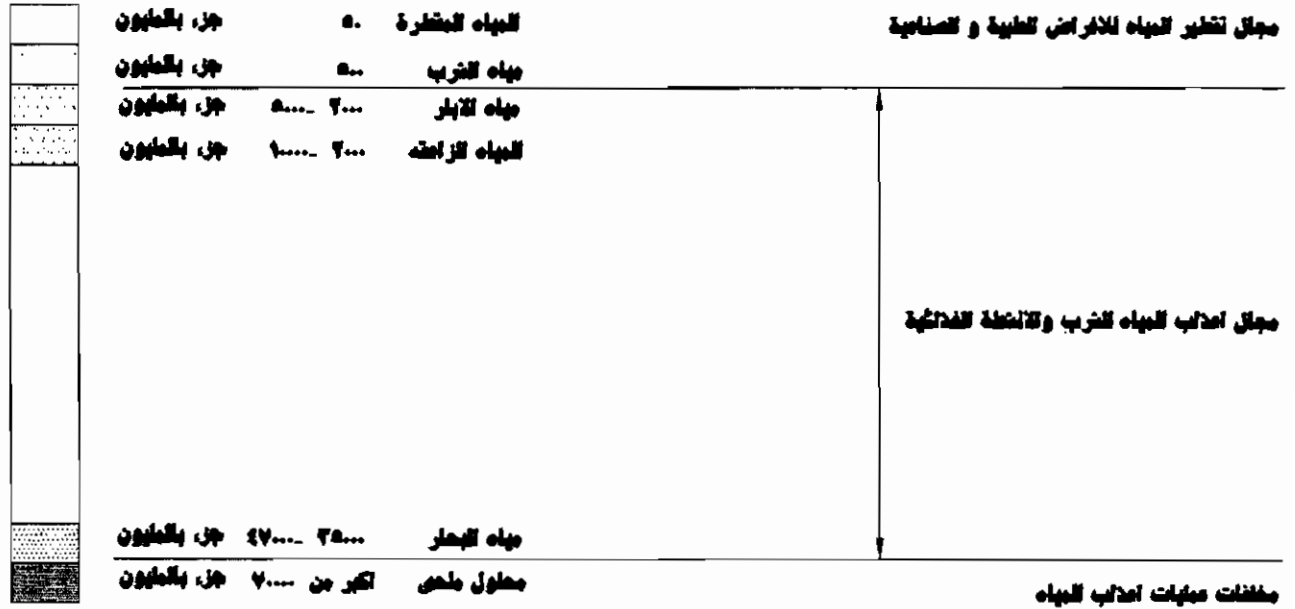 مجال تقطير المياه للاغراض الطبية و الصناعية
المياه المقطرة ٥٠ جزء بالمليون
مياه الشرب ٥٠٠ جزء بالمليون
مياه الابار ٢٠٠٠ _ ٥٠٠٠ جزء بالمليون
المياه الزاعقه ٢٠٠٠ _ ١٠٠٠٠ جزء بالمليون
مجال اعذاب المياه للشرب والانشطة الغذائية
مياه البحار ٣٥٠٠٠ _ ٤٧٠٠٠ جزء بالمليون
محلول ملحى اكبر من ٧٠٠٠٠ جزء بالمليون
مخلفات عمليات اعذاب المياه